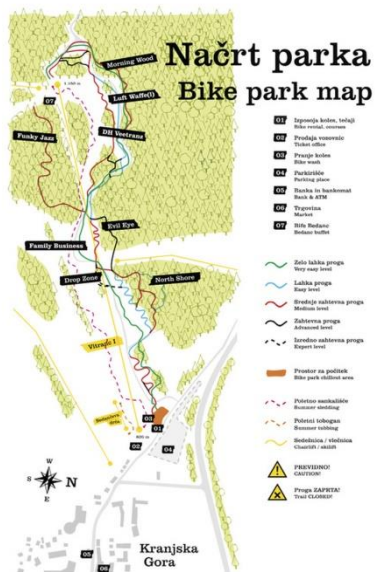 Načrt parka
Bike park map
Morning Wood
Luft Waffe(l)
07
Funky Jazz
Evil Eye
Family Business
Drop Zone
North Shore
Vitranc I
03
01
02
04
W
S
N
E
05
06
Kranjska
Gora
01 Izposoja koles, tečaji
Bike rental, courses
02 Prodaja vozovnic
Ticket office
03 Pranje koles
Bike wash
04 Parkirišče
Parking place
05 Banka in bankomat
Bank & ATM
06 Trgovina
Market
07 Bife Bedanc
Bedanc buffet
Zelo lahka proga
Very easy level
Lahka proga
Easy level
Srednje zahtevna proga
Medium level
Zahtevna proga
Advanced level
Izredno zahtevna proga
Expert level
Prostor za počitek
Bike park chillout area
Poletno sankališče
Summer sledding
Poletni tobogan
Summer tubbing
Sedežnica / vlečnica
Chairlift / skilift
PREVIDNO!
CAUTION!
Proga ZAPRTA!
Trail CLOSED!